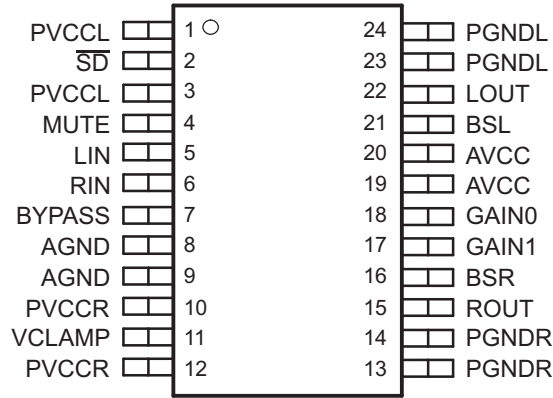 PVCCL 1 24 PGNDL
S̅D̅ 2 23 PGNDL
PVCCL 3 22 LOUT
MUTE 4 21 BSL
LIN 5 20 AVCC
RIN 6 19 AVCC
BYPASS 7 18 GAIN0
AGND 8 17 GAIN1
AGND 9 16 BSR
PVCCR 10 15 ROUT
VCLAMP 11 14 PGNDR
PVCCR 12 13 PGNDR